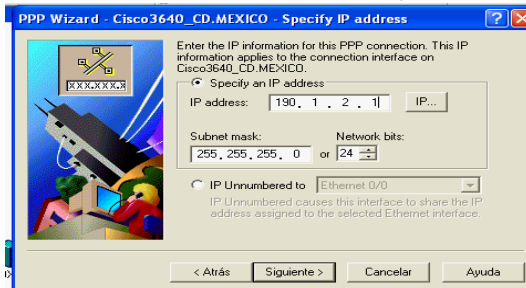 PPP Wizard - Cisco3640_CD.MEXICO - Specify IP address
Enter the IP information for this PPP connection. This IP
information applies to the connection interface on
Cisco3640_CD.MEXICO.
XXX.XXX.X
Specify an IP address
IP address: 190 . 1 . 2 . 1 IP...
Subnet mask: Network bits:
255 . 255 . 255 . 0 or 24
IP Unnumbered to Ethernet 0/0
IP Unnumbered causes this interface to share the IP
address assigned to the selected Ethernet interface.
< Atrás Siguiente > Cancelar Ayuda